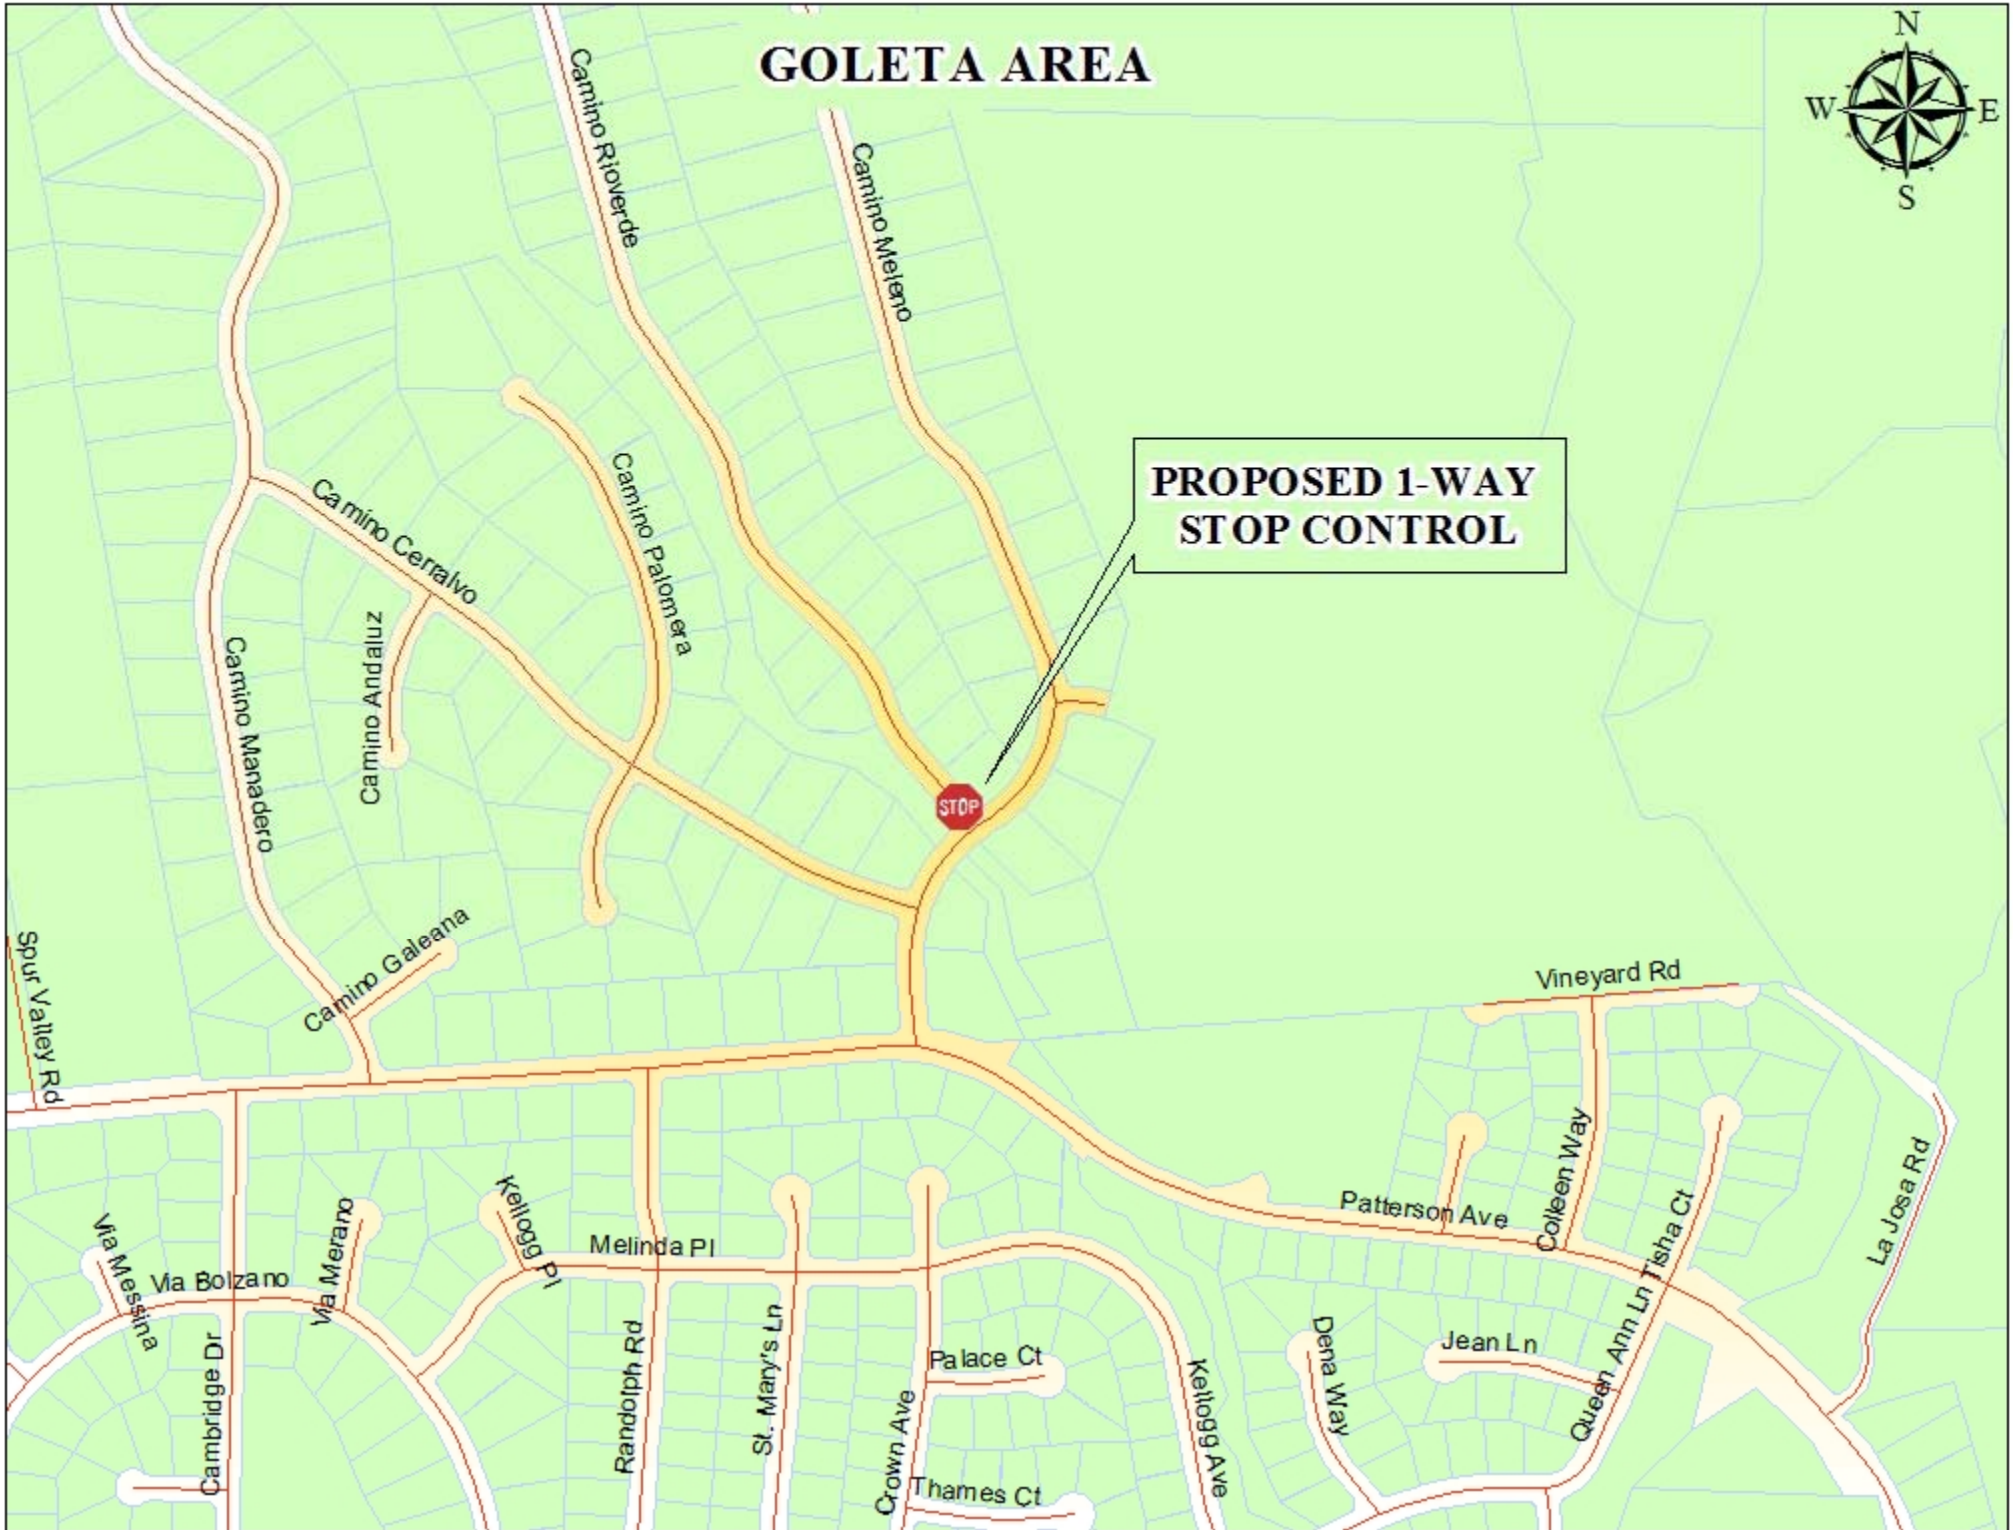 GOLETA AREA
N
W
E
S
Camino Rioverde
Camino Meleno
PROPOSED 1-WAY
STOP CONTROL
Camino Cerralvo
Camino Palomera
Camino Andaluz
Camino Manadero
STOP
Camino Galeana
Spur Valley Rd
Vineyard Rd
Colleen Way
La Josa Rd
Patterson Ave
Tisha Ct
Queen Ann Ln
Kellogg Pl
Melinda Pl
Via Messina
Via Bolzano
Via Merano
Cambridge Dr
Randolph Rd
St. Mary's Ln
Crown Ave
Palace Ct
Thames Ct
Kellogg Ave
Dena Way
Jean Ln